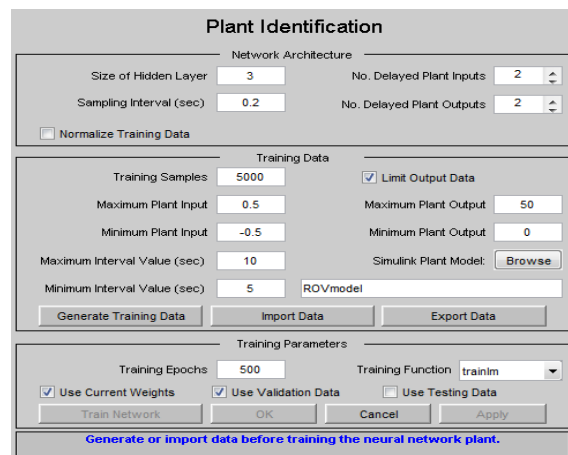 Plant Identification
Network Architecture
Size of Hidden Layer 3 No. Delayed Plant Inputs 2
Sampling Interval (sec) 0.2 No. Delayed Plant Outputs 2
Normalize Training Data
Training Data
Training Samples 5000 Limit Output Data
Maximum Plant Input 0.5 Maximum Plant Output 50
Minimum Plant Input -0.5 Minimum Plant Output 0
Maximum Interval Value (sec) 10 Simulink Plant Model: Browse
Minimum Interval Value (sec) 5 ROVmodel
Generate Training Data Import Data Export Data
Training Parameters
Training Epochs 500 Training Function trainlm
Use Current Weights Use Validation Data Use Testing Data
Train Network OK Cancel Apply
Generate or import data before training the neural network plant.